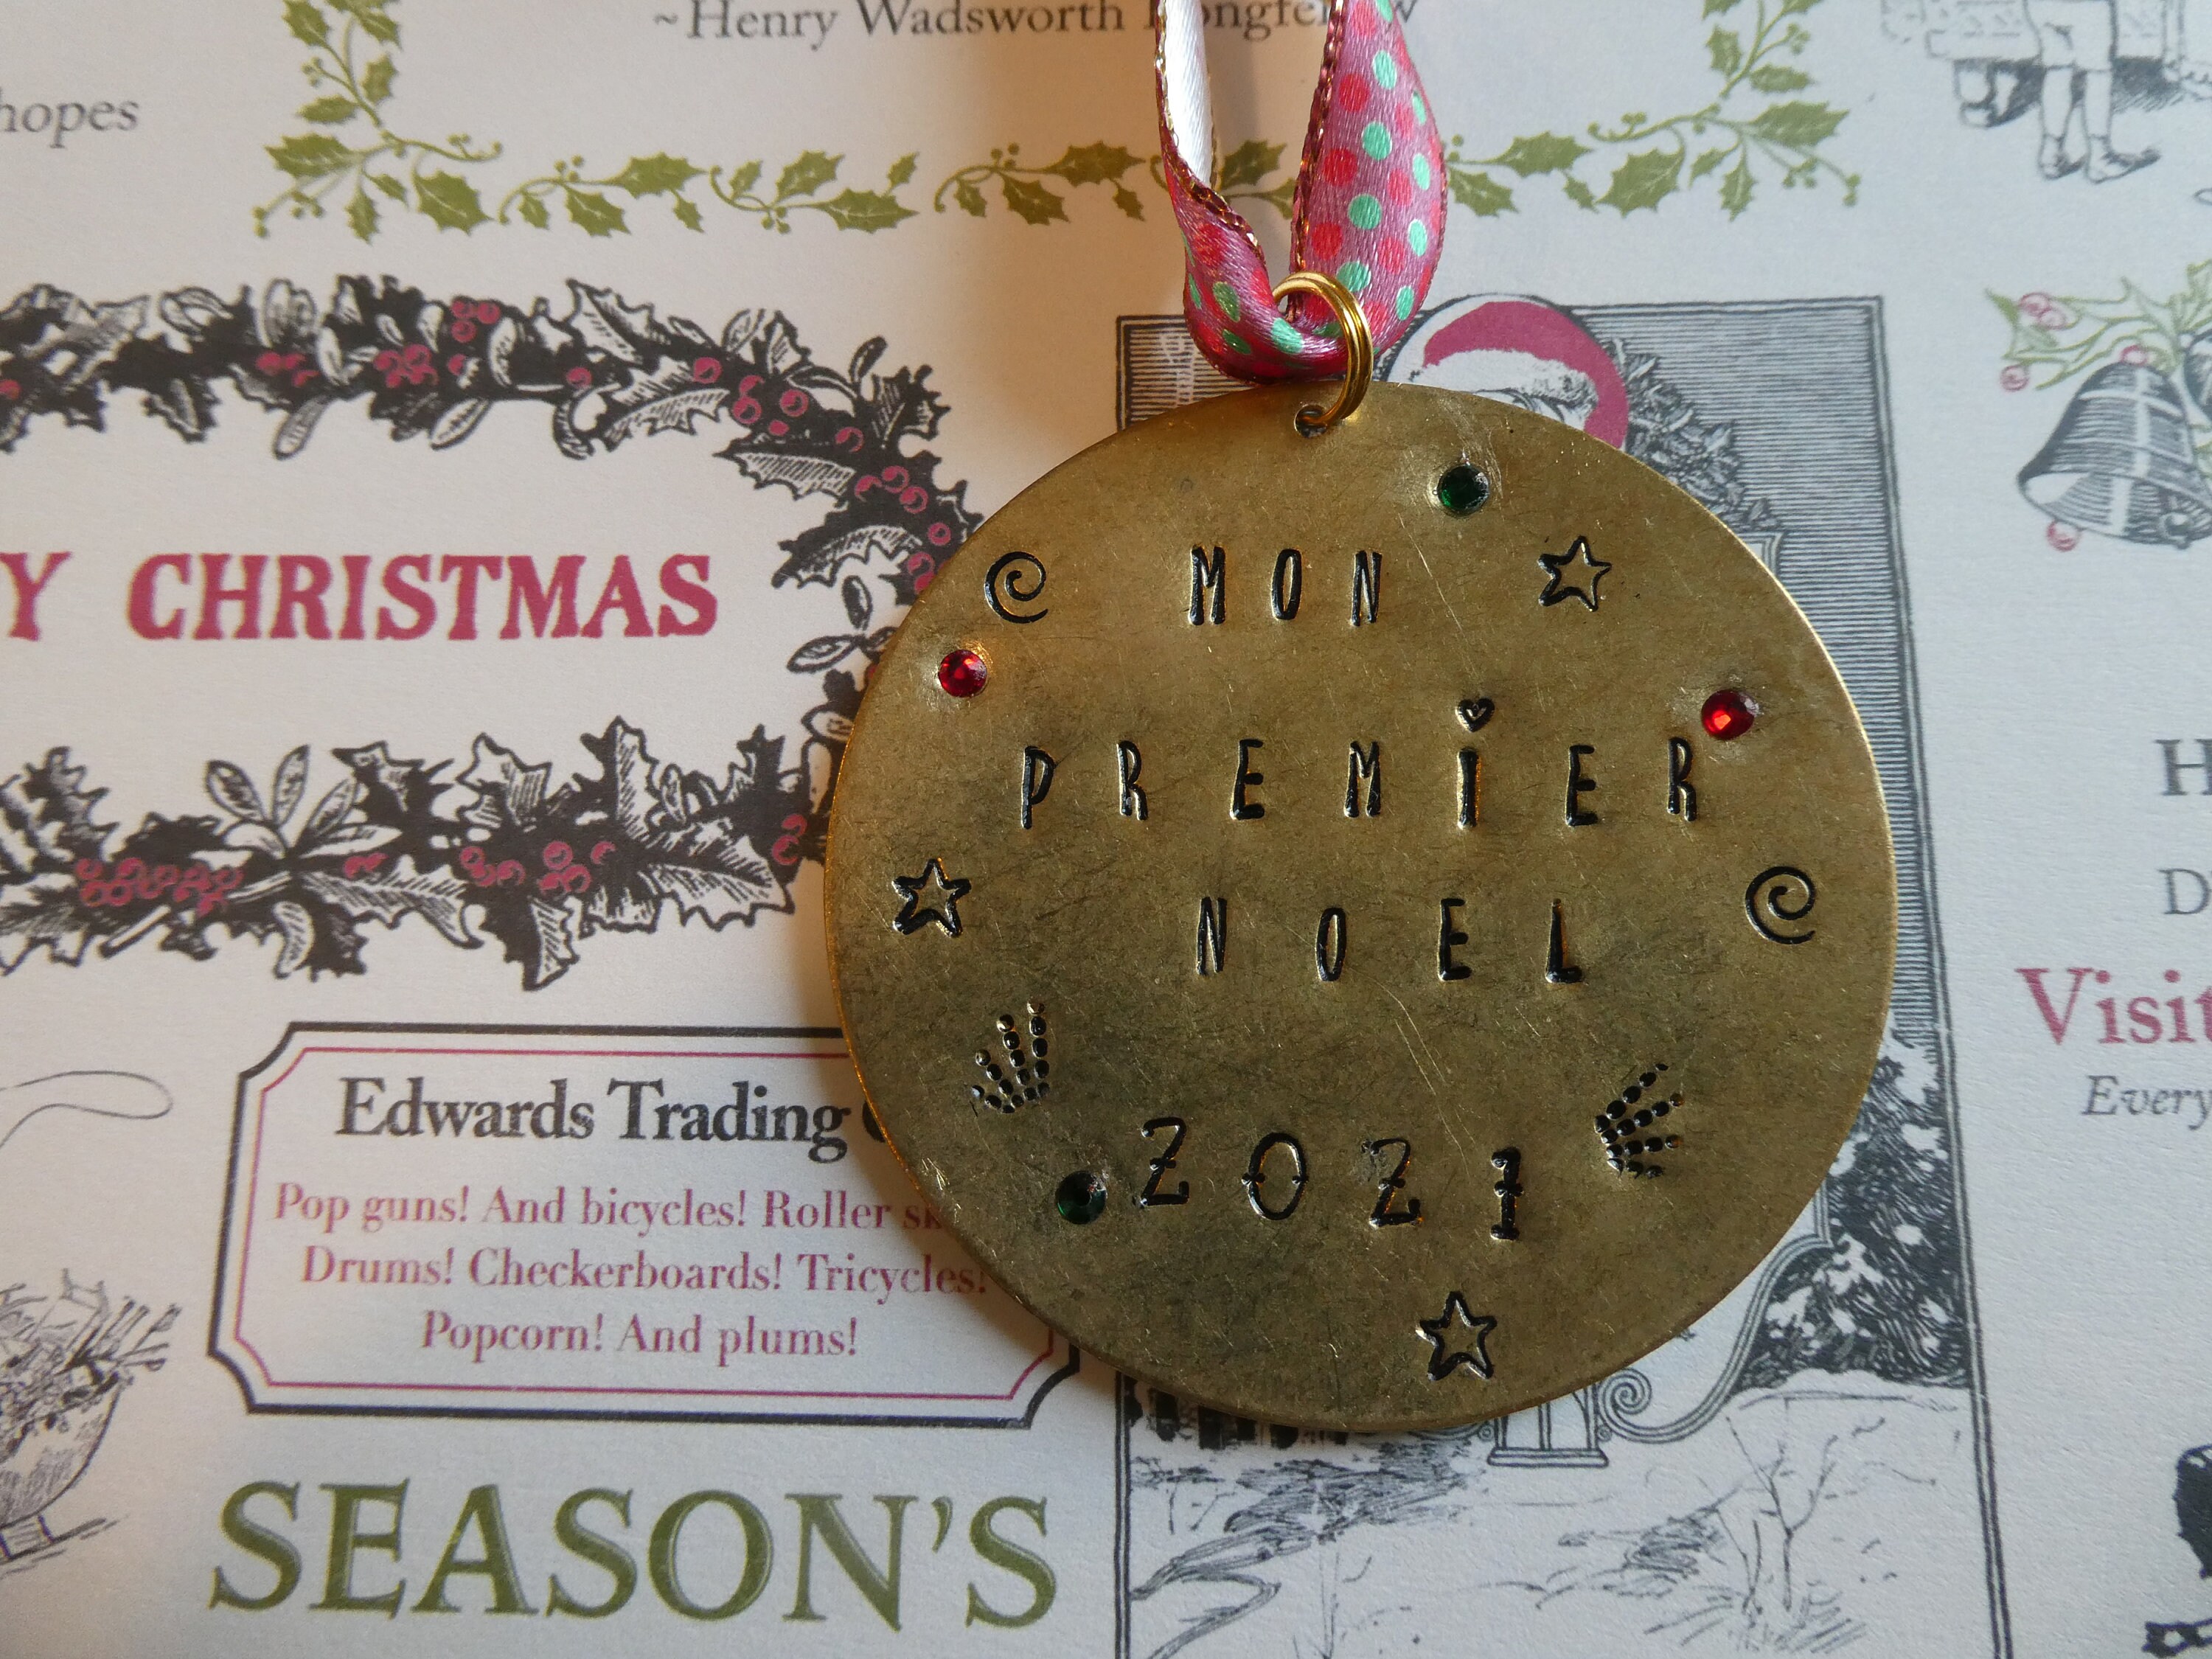 ~Henry Wadsworth
hopes
Y CHRISTMAS
MON
PREMiER
NOEL
2021
Edwards Trading
Pop guns! And bicycles! Roller
Drums! Checkerboards! Tricycles!
Popcorn! And plums!
SEASON'S
H
D
Visit
Every